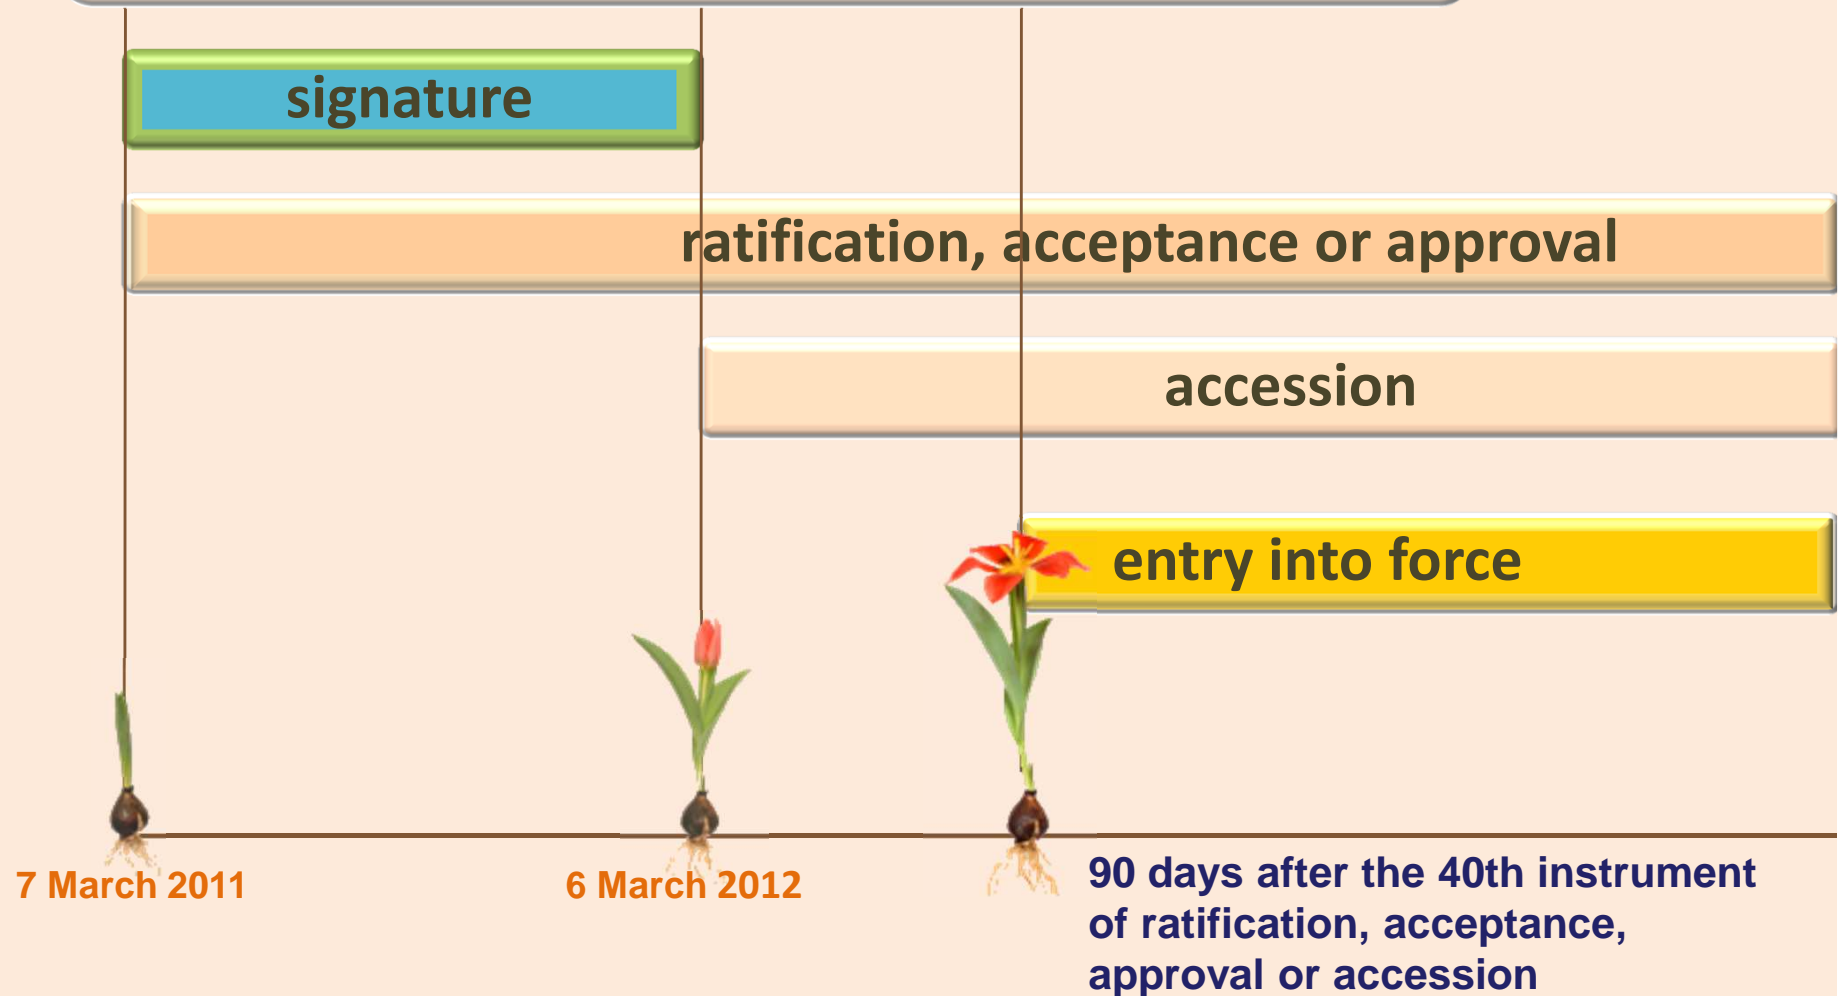 signature
ratification, acceptance or approval
accession
entry into force
7 March 2011
6 March 2012
90 days after the 40th instrument
of ratification, acceptance,
approval or accession